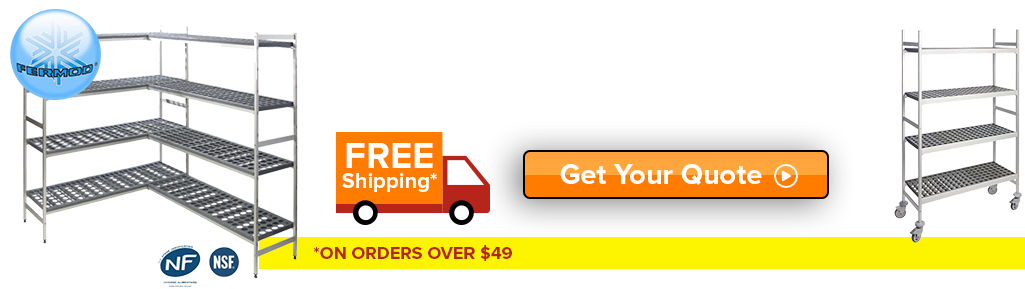 FERMOD®
FREE
Shipping*
Get Your Quote
NF
NSF
*ON ORDERS OVER $49